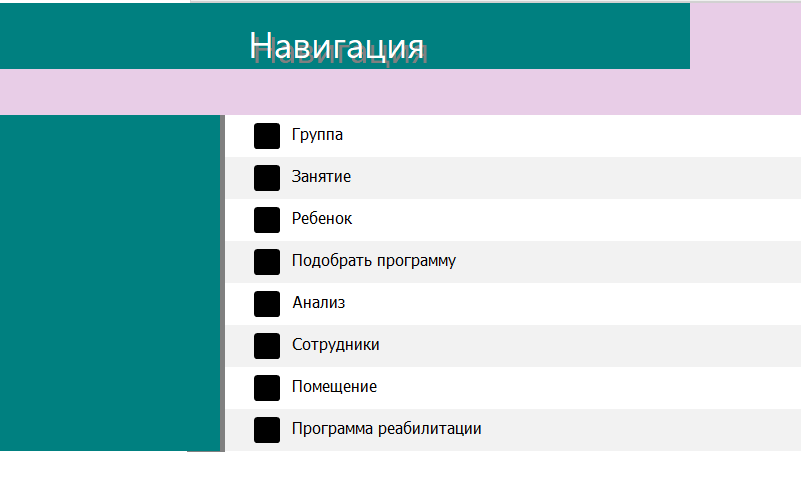 Навигация
Группа
Занятие
Ребенок
Подобрать программу
Анализ
Сотрудники
Помещение
Программа реабилитации